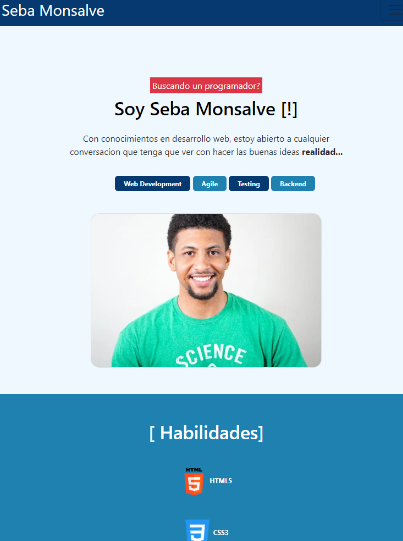 Seba Monsalve
Buscando un programador?
Soy Seba Monsalve [!]
Con conocimientos en desarrollo web, estoy abierto a cualquier
conversacion que tenga que ver con hacer las buenas ideas realidad...
Web Development Agile Testing Backend
SCIENCE
[ Habilidades]
HTML
5
HTML5
3
CSS3